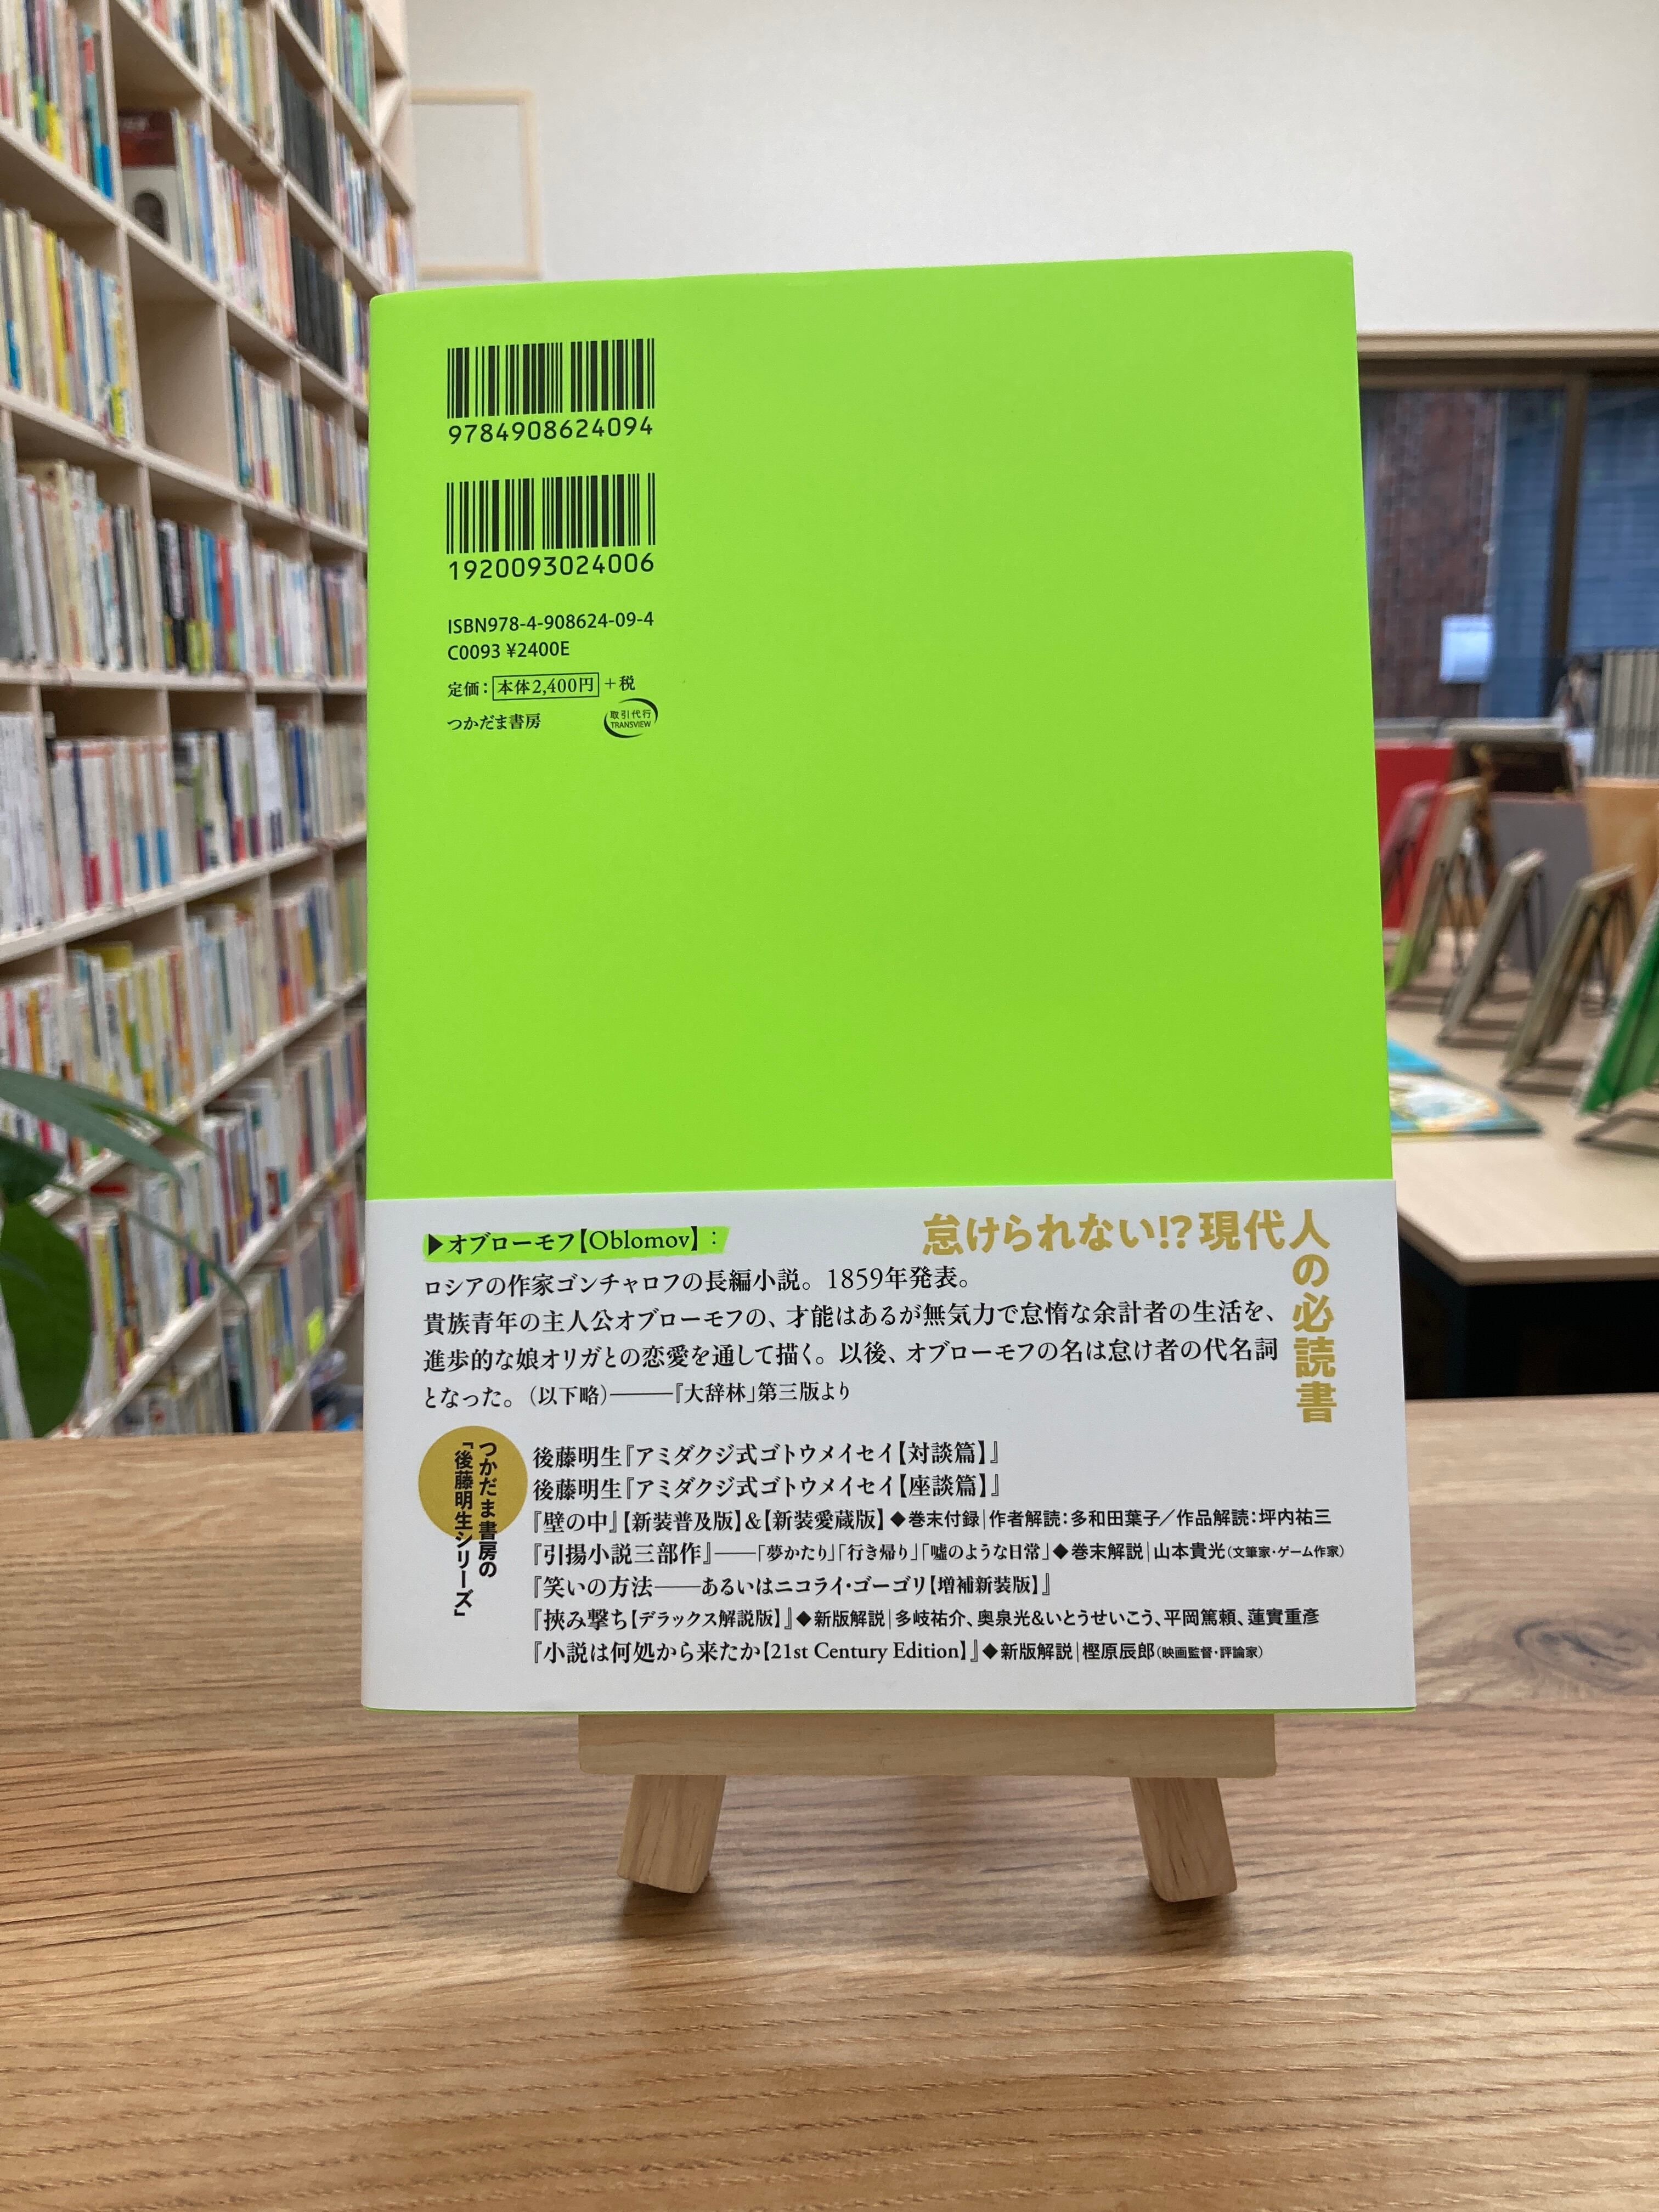 9784908624094
1920093024006
ISBN978-4-908624-09-4
C0093 ¥2400E
定価：本体2,400円＋税
つかだま書房
取引代行
TRANSVIEW
怠けられない!?現代人の必読書
▶オブローモフ【Oblomov】：
ロシアの作家ゴンチャロフの長編小説。1859年発表。
貴族青年の主人公オブローモフの、才能はあるが無気力で怠惰な余計者の生活を、
進歩的な娘オリガとの恋愛を通して描く。以後、オブローモフの名は怠け者の代名詞
となった。（以下略）———『大辞林』第三版より
つかだま書房の
「後藤明生シリーズ」
後藤明生『アミダクジ式ゴトウメイセイ【対談篇】』
後藤明生『アミダクジ式ゴトウメイセイ【座談篇】』
『壁の中』【新装普及版】&【新装愛蔵版】◆巻末付録｜作者解読：多和田葉子／作品解読：坪内祐三
『引揚小説三部作』——「夢かたり」「行き帰り」「嘘のような日常」◆巻末解説｜山本貴光（文筆家・ゲーム作家）
『笑いの方法——あるいはニコライ・ゴーゴリ【増補新装版】』
『挾み撃ち【デラックス解説版】』◆新版解説｜多岐祐介、奥泉光&いとうせいこう、平岡篤頼、蓮實重彦
『小説は何処から来たか【21st Century Edition】』◆新版解説｜樫原辰郎（映画監督・評論家）